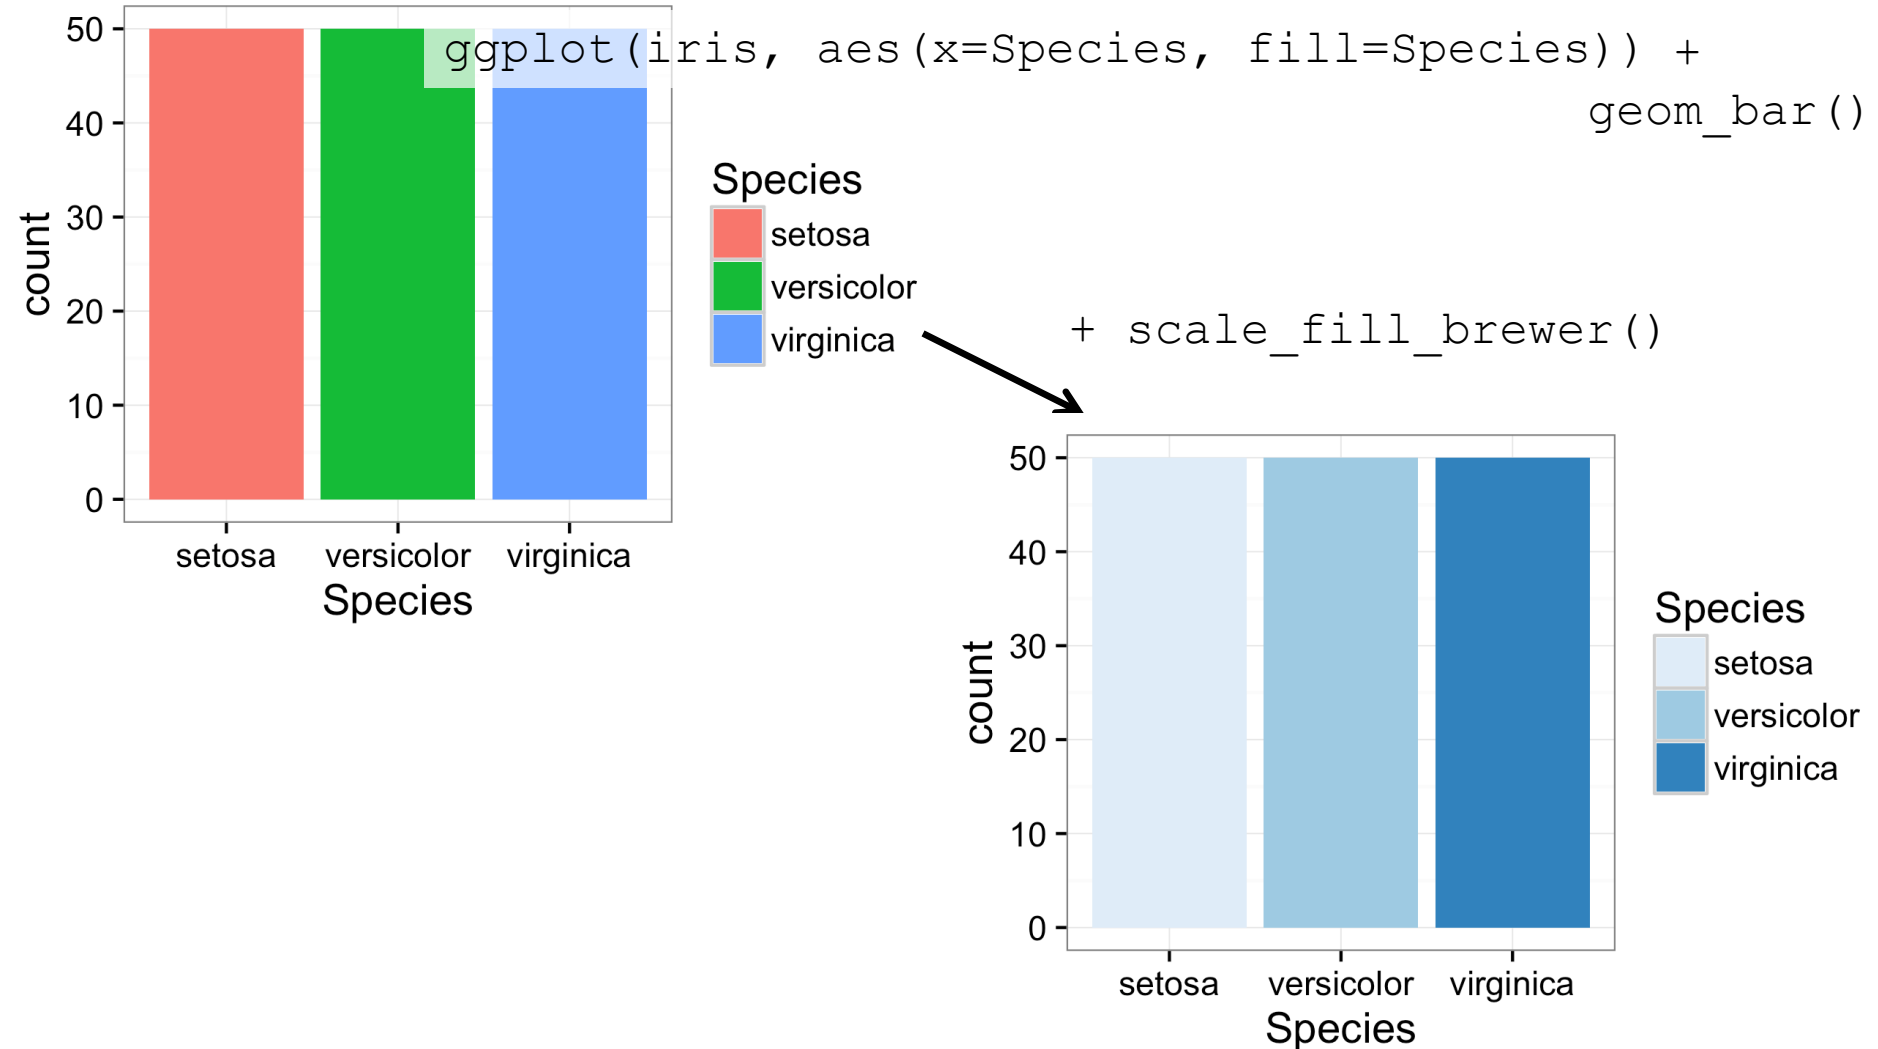 ggplot(iris, aes(x=Species, fill=Species)) +
geom_bar()
50
40
30
20
10
0
count
setosa versicolor virginica
Species
Species
setosa
versicolor
virginica
+ scale_fill_brewer()
50
40
30
20
10
0
count
setosa versicolor virginica
Species
Species
setosa
versicolor
virginica